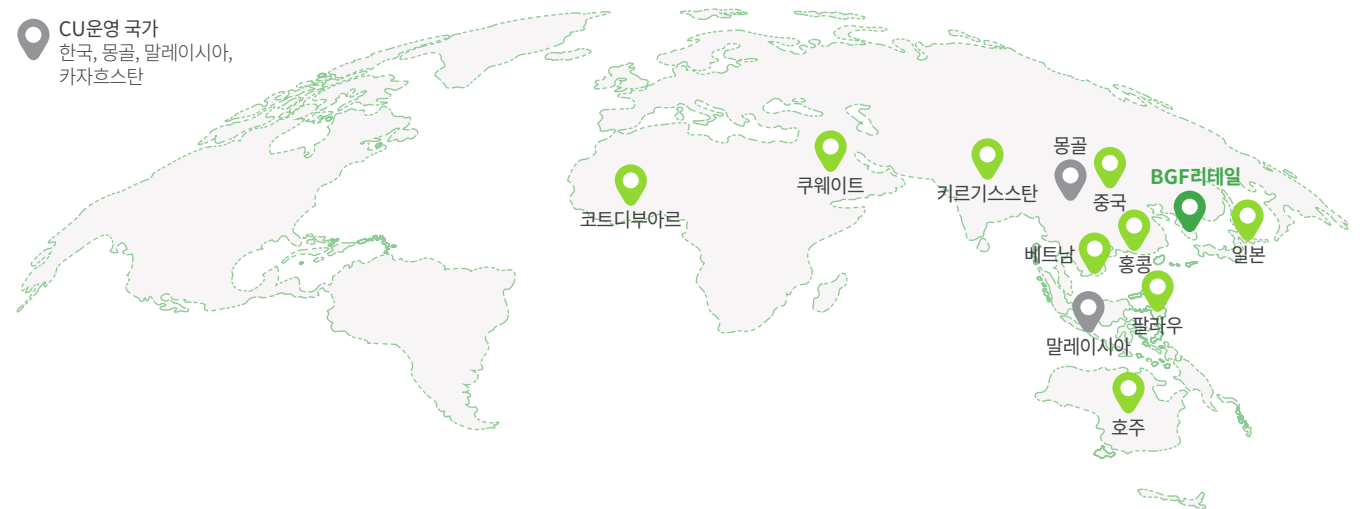 CU운영 국가
한국, 몽골, 말레이시아,
카자흐스탄
몽골
BGF리테일
쿠웨이트
키르기스스탄
중국
코트디부아르
베트남
홍콩
일본
팔라우
말레이시아
호주